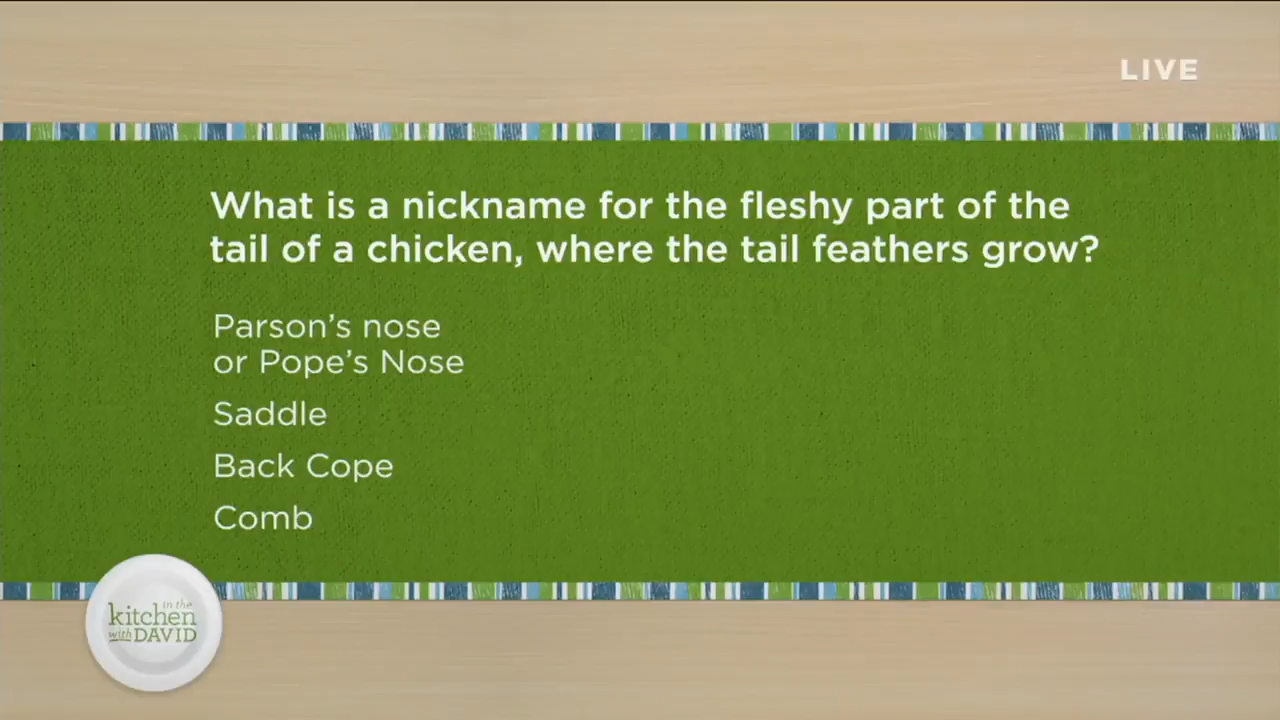 LIVE
What is a nickname for the fleshy part of the
tail of a chicken, where the tail feathers grow?
Parson's nose
or Pope's Nose
Saddle
Back Cope
Comb
in the
kitchen
with DAVID